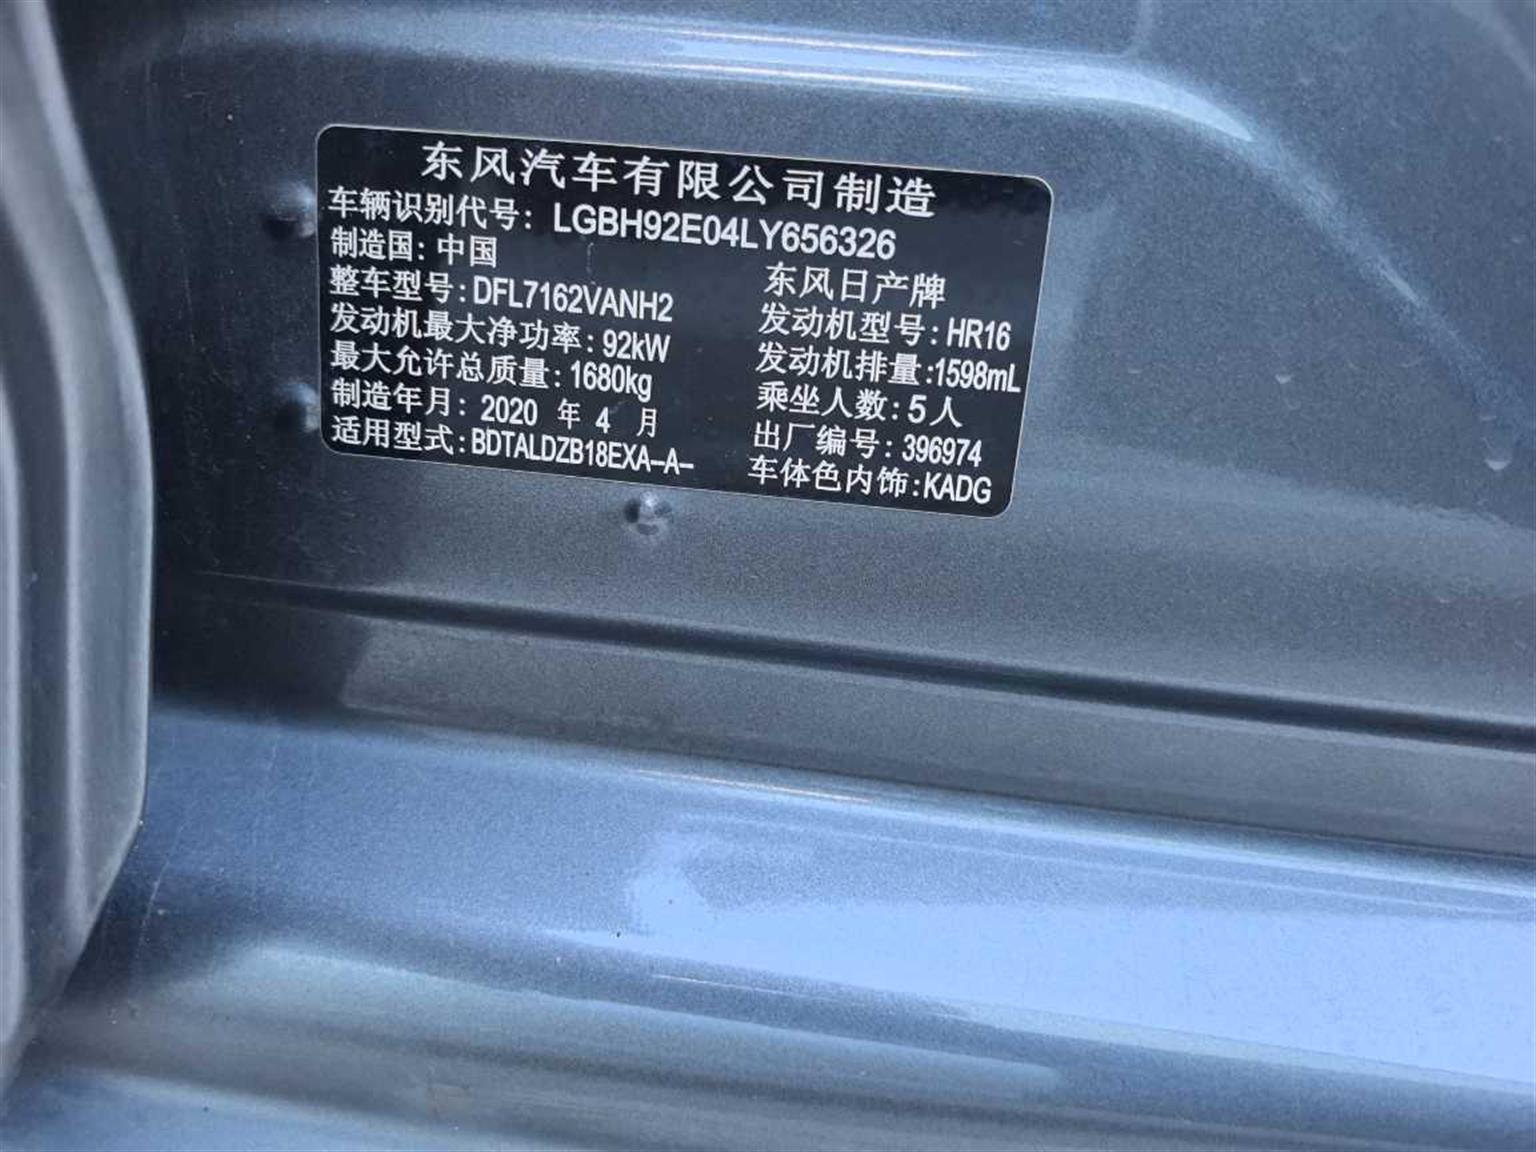 东风汽车有限公司制造
车辆识别代号: LGBH92E04LY656326
制造国: 中国
东风日产牌
整车型号: DFL7162VANH2
发动机型号: HR16
发动机最大净功率: 92kW
发动机排量: 1598mL
最大允许总质量: 1680kg
乘坐人数: 5人
制造年月: 2020 年 4 月
出厂编号: 396974
适用型式: BDTALDZB18EXA-A-
车体色内饰: KADG